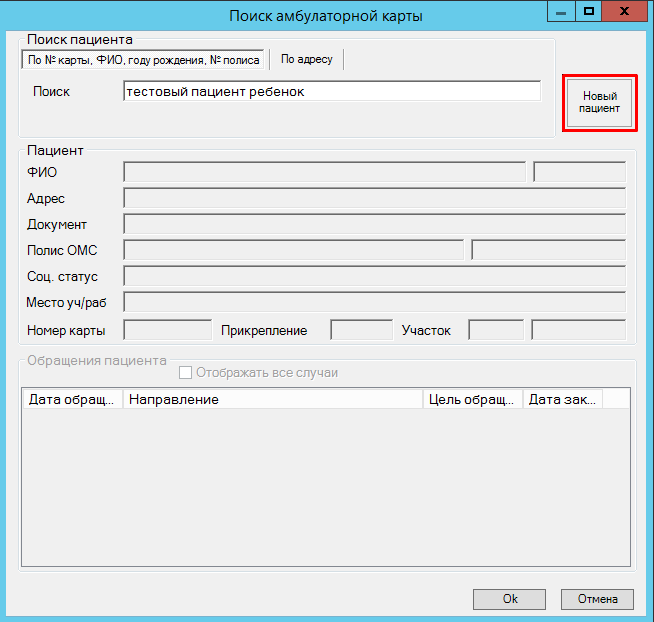 Поиск амбулаторной карты
Поиск пациента
По № карты, ФИО, году рождения, № полиса
По адресу
Поиск
тестовый пациент ребенок
Новый
пациент
Пациент
ФИО
Адрес
Документ
Полис ОМС
Соц. статус
Место уч/раб
Номер карты
Прикрепление
Участок
Обращения пациента
Отображать все случаи
Дата обращ... Направление Цель обращ... Дата зак...
Ok
Отмена